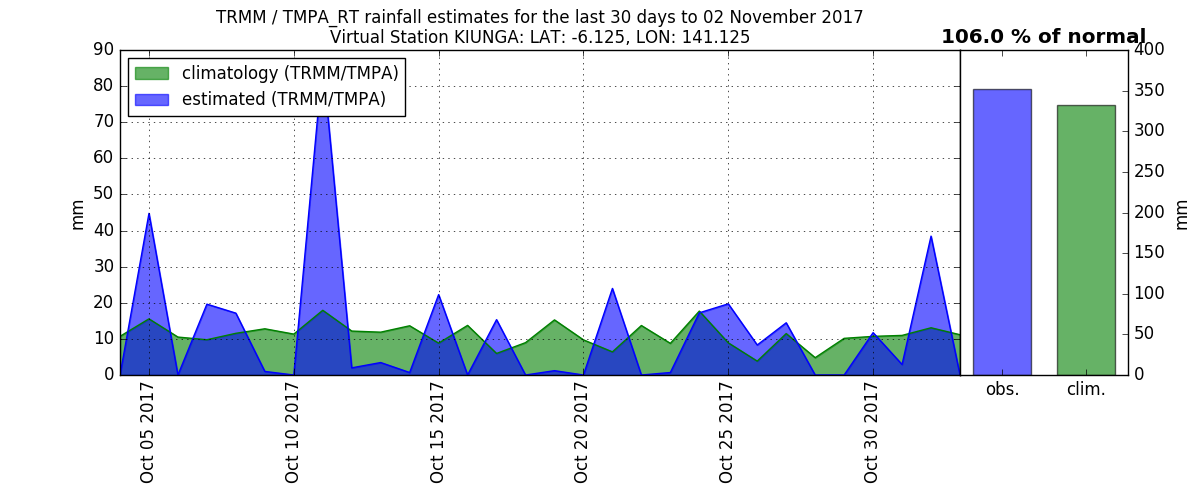 TRMM / TMPA_RT rainfall estimates for the last 30 days to 02 November 2017
Virtual Station KIUNGA: LAT: -6.125, LON: 141.125
106.0 % of normal
climatology (TRMM/TMPA)
estimated (TRMM/TMPA)
90
80
70
60
50
40
30
20
10
0
mm
Oct 05 2017
Oct 10 2017
Oct 15 2017
Oct 20 2017
Oct 25 2017
Oct 30 2017
400
350
300
250
200
150
100
50
0
mm
obs.
clim.